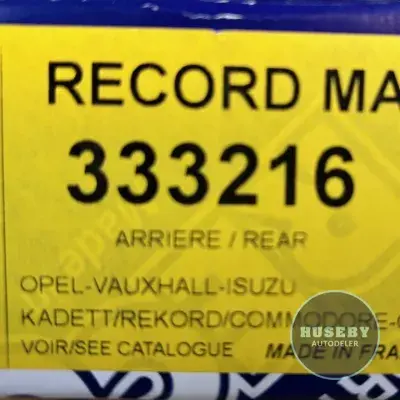 RECORD MA
333216
ARRIERE / REAR
OPEL-VAUXHALL-ISUZU
KADETT/REKORD/COMMODORE-
HUSEBY
AUTODELER
VOIR/SEE CATALOGUE MADE IN FRA